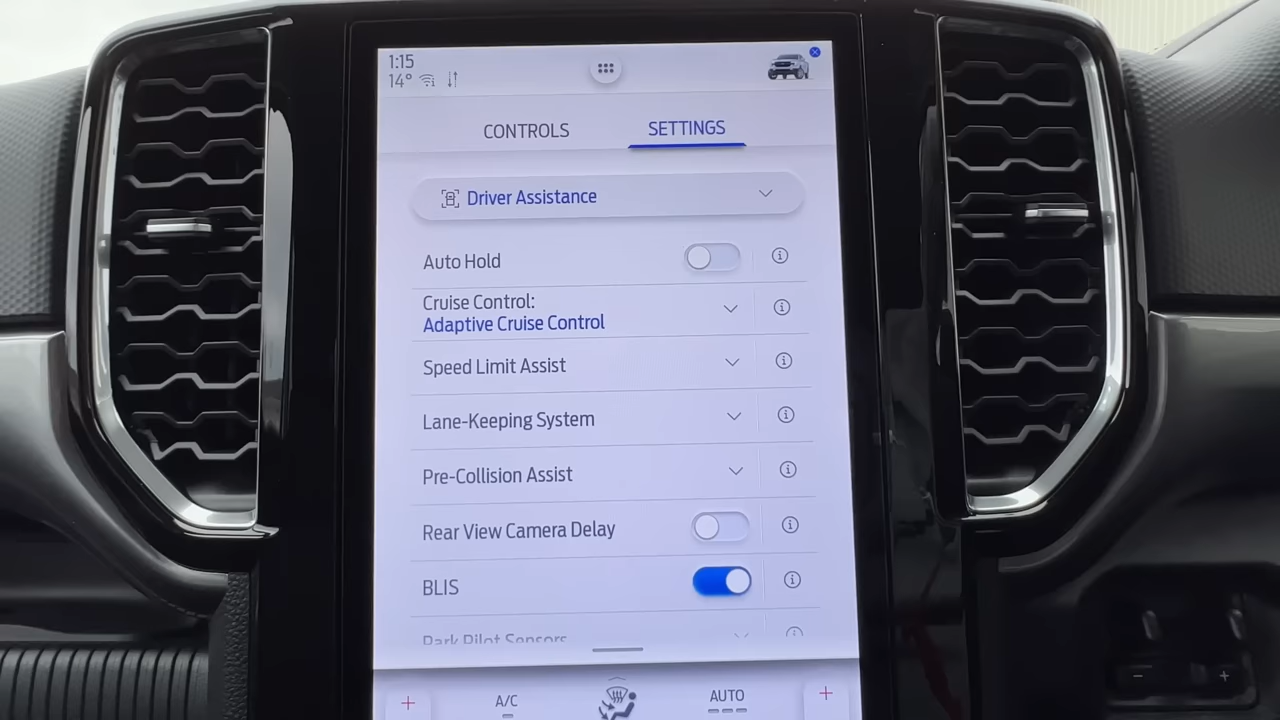 1:15
14°
CONTROLS
SETTINGS
Driver Assistance
Auto Hold
Cruise Control:
Adaptive Cruise Control
Speed Limit Assist
Lane-Keeping System
Pre-Collision Assist
Rear View Camera Delay
BLIS
Park Pilot Sensors
A/C
AUTO